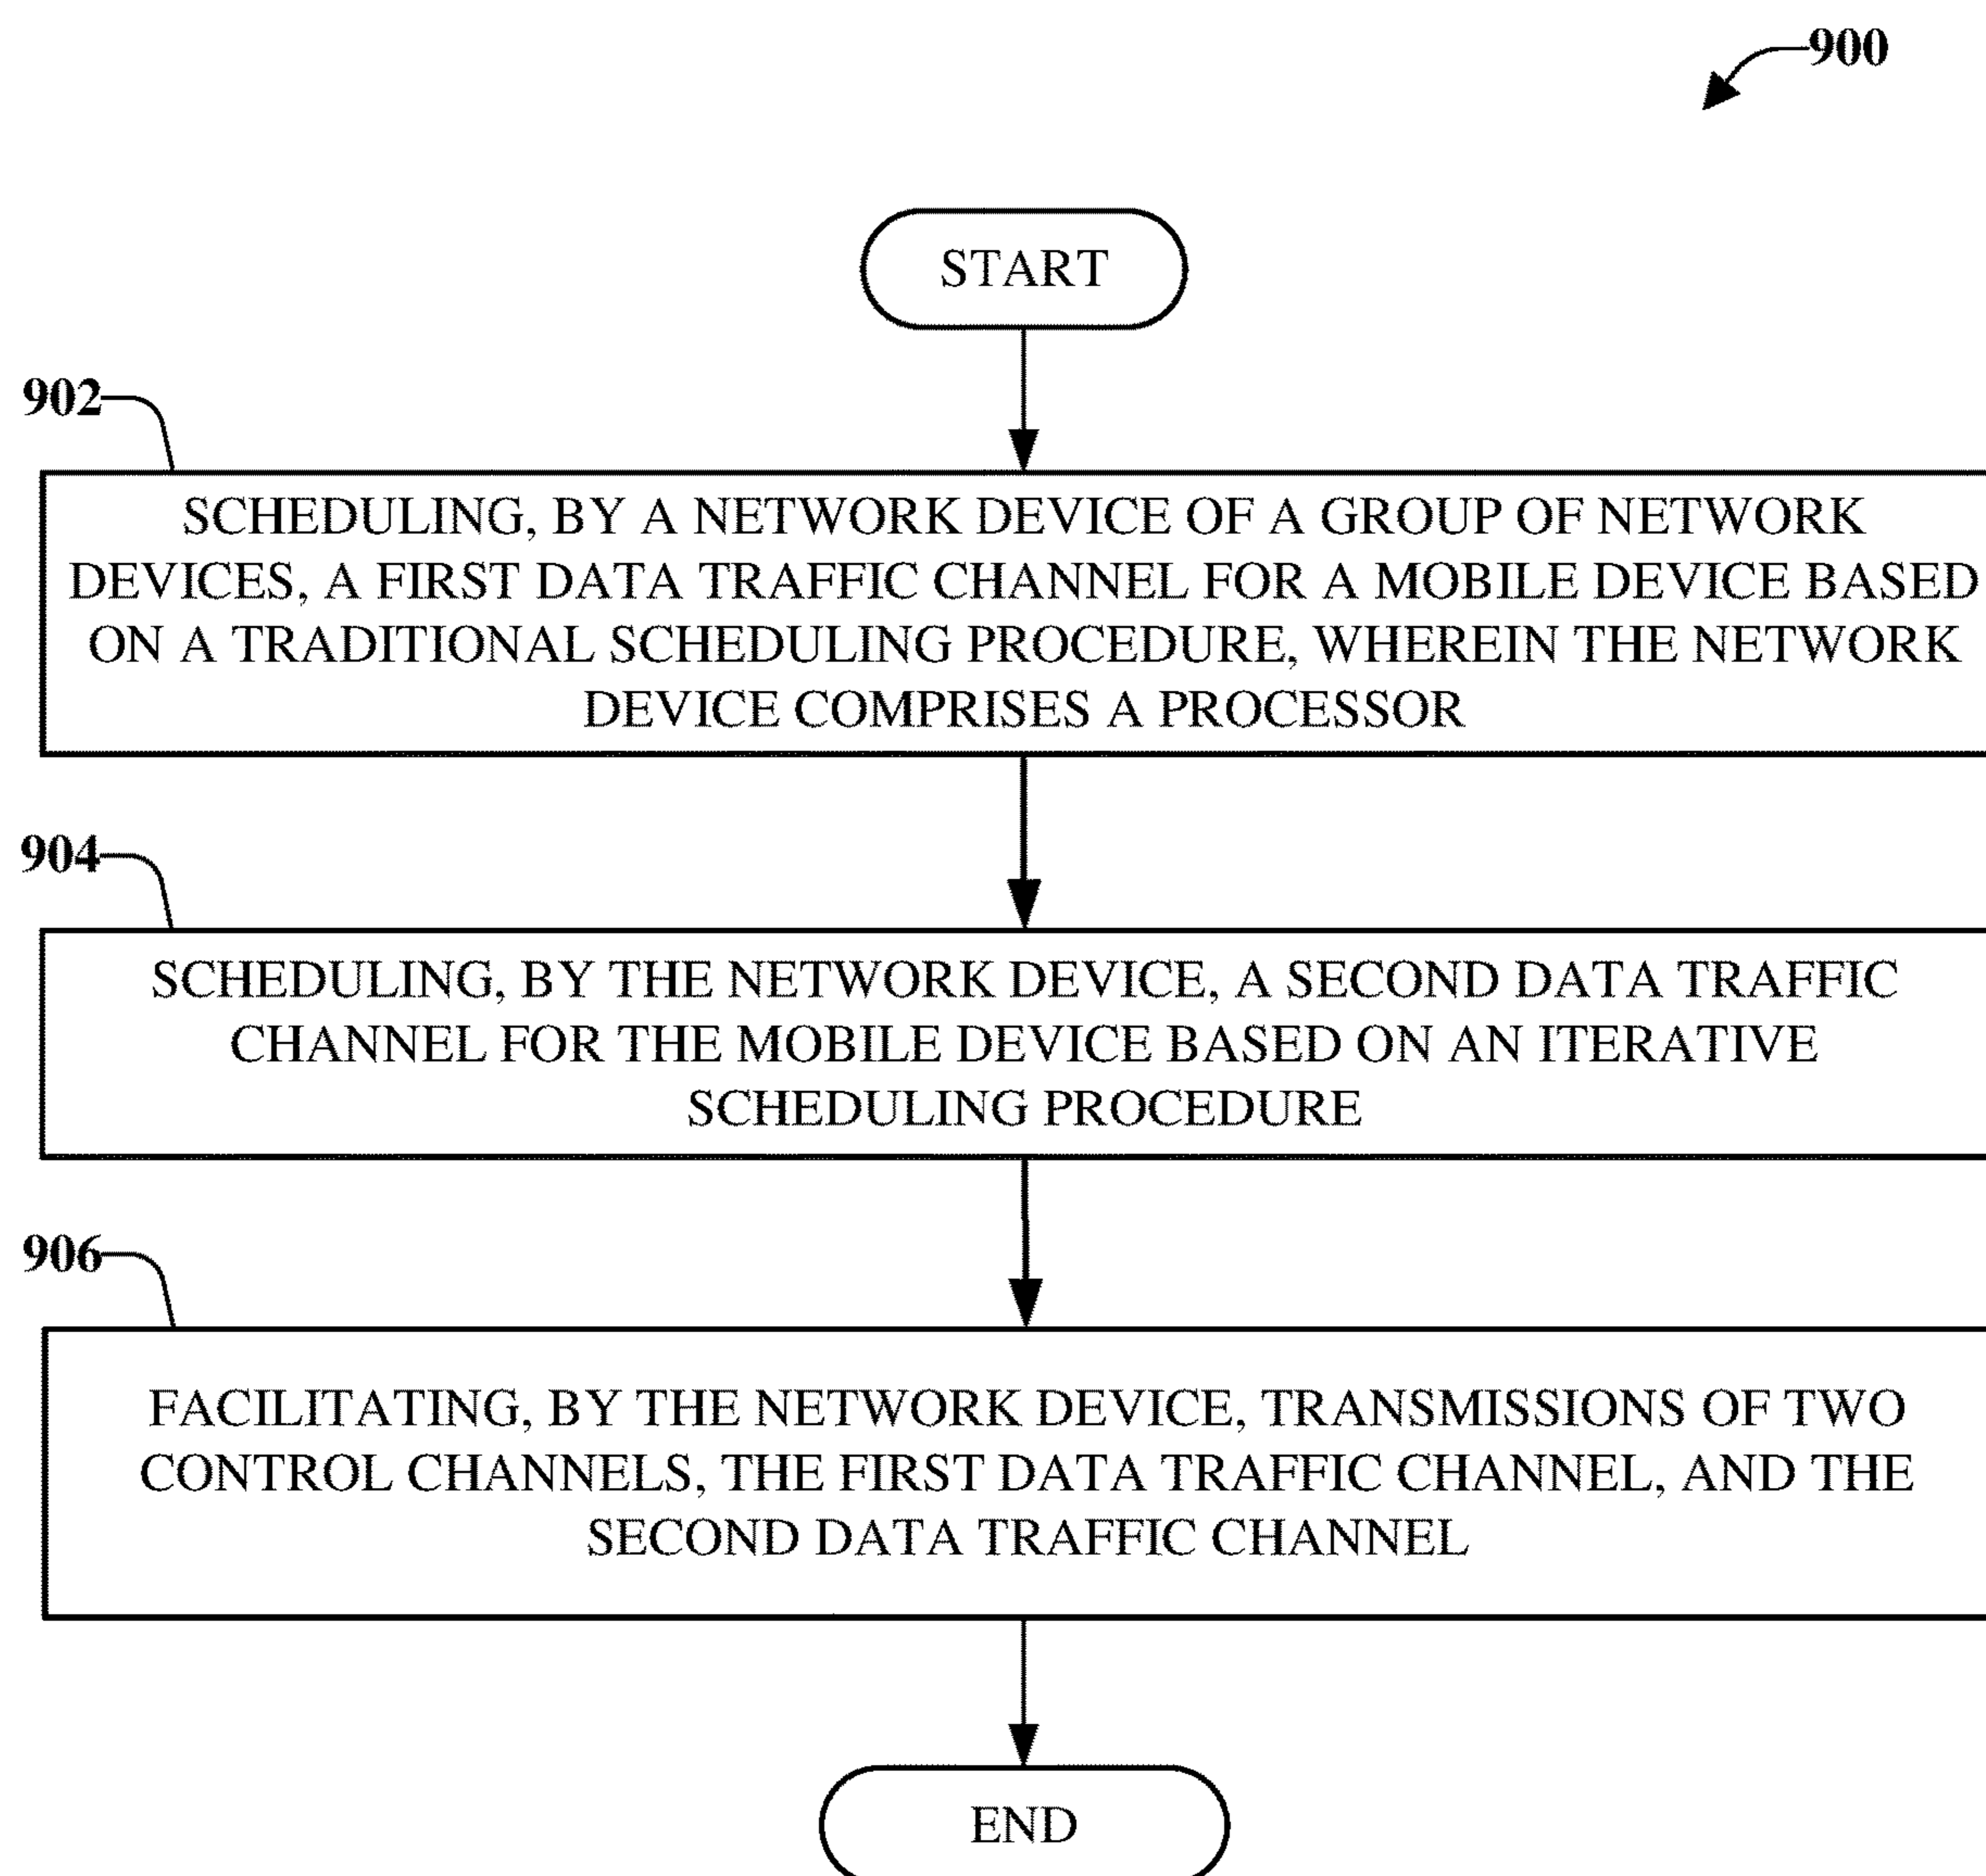 900
START
902
SCHEDULING, BY A NETWORK DEVICE OF A GROUP OF NETWORK
DEVICES, A FIRST DATA TRAFFIC CHANNEL FOR A MOBILE DEVICE BASED
ON A TRADITIONAL SCHEDULING PROCEDURE, WHEREIN THE NETWORK
DEVICE COMPRISES A PROCESSOR
904
SCHEDULING, BY THE NETWORK DEVICE, A SECOND DATA TRAFFIC
CHANNEL FOR THE MOBILE DEVICE BASED ON AN ITERATIVE
SCHEDULING PROCEDURE
906
FACILITATING, BY THE NETWORK DEVICE, TRANSMISSIONS OF TWO
CONTROL CHANNELS, THE FIRST DATA TRAFFIC CHANNEL, AND THE
SECOND DATA TRAFFIC CHANNEL
END